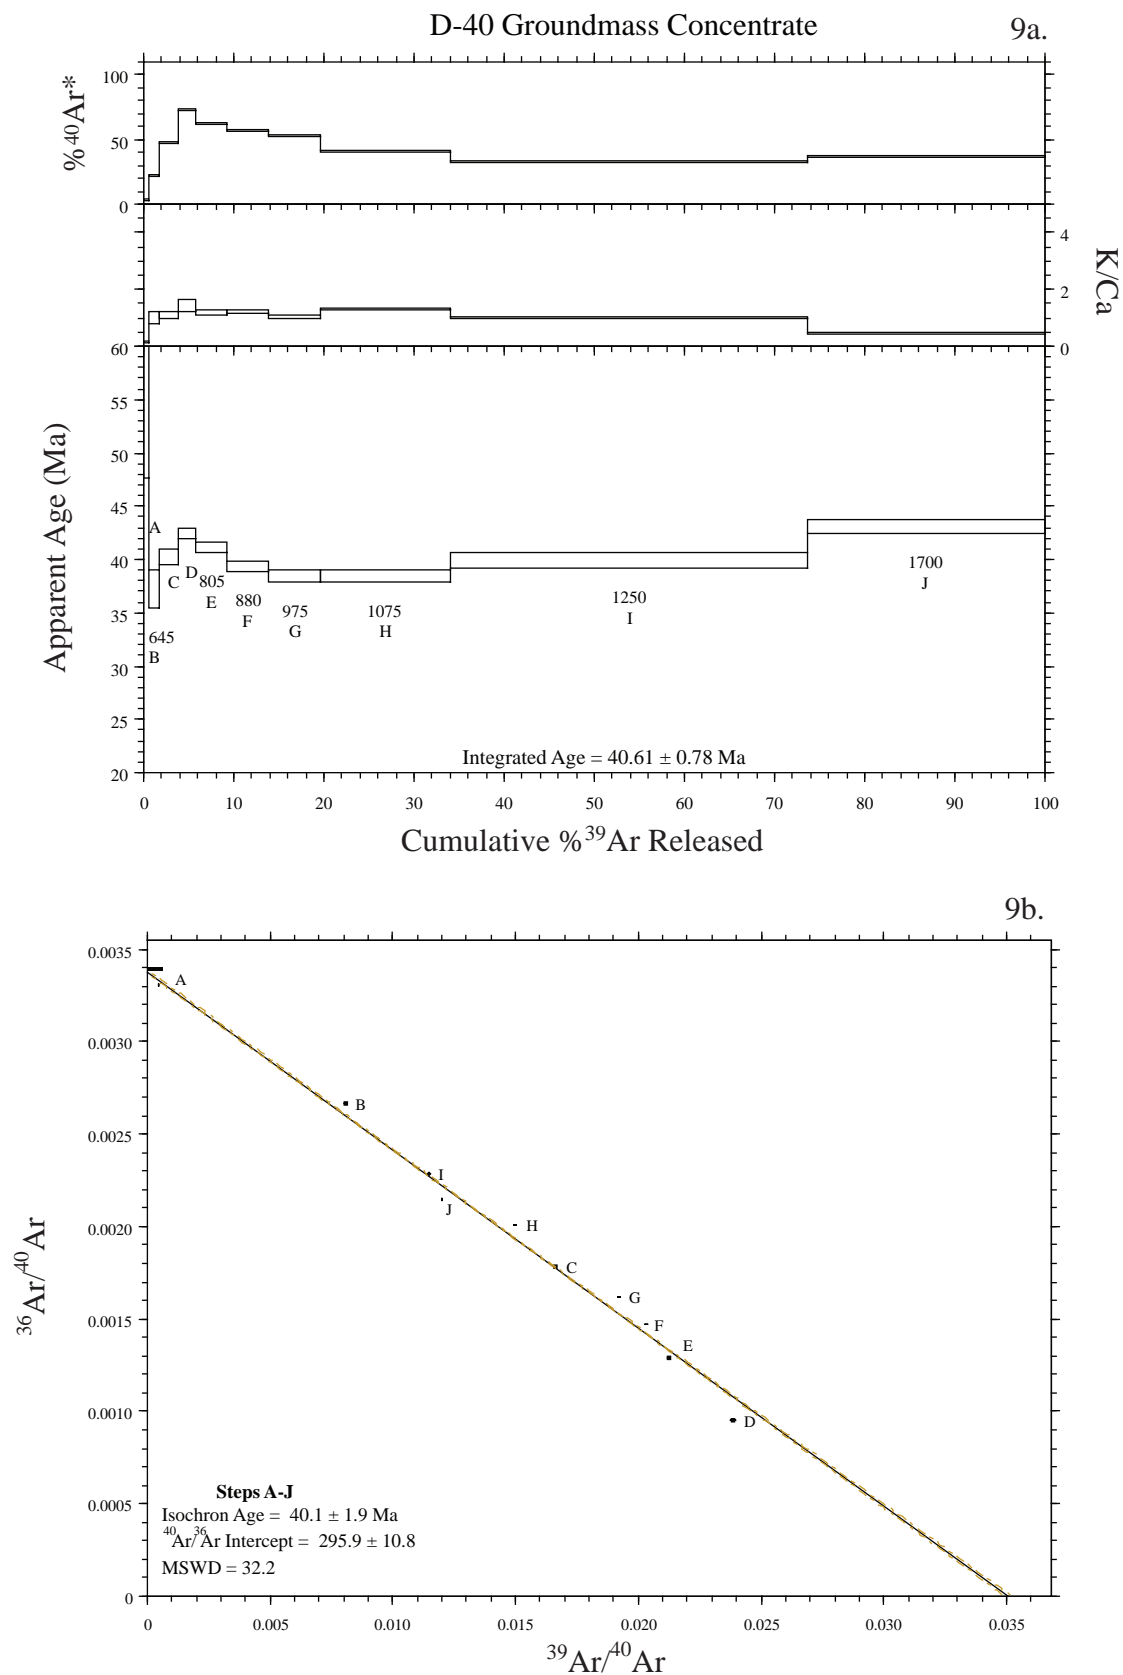 D-40 Groundmass Concentrate
9a.
%⁴⁰Ar*
100
50
0
K/Ca
4
2
0
Apparent Age (Ma)
60
55
50
45
40
35
30
25
20
A
645
B
C
D
805
E
880
F
975
G
1075
H
1250
I
1700
J
Integrated Age = 40.61 ± 0.78 Ma
0 10 20 30 40 50 60 70 80 90 100
Cumulative %³⁹Ar Released
9b.
³⁶Ar/⁴⁰Ar
0.0035
0.0030
0.0025
0.0020
0.0015
0.0010
0.0005
0
A
B
I
J
H
C
G
F
E
D
Steps A-J
Isochron Age = 40.1 ± 1.9 Ma
⁴⁰Ar/³⁶Ar Intercept = 295.9 ± 10.8
MSWD = 32.2
0 0.005 0.010 0.015 0.020 0.025 0.030 0.035
³⁹Ar/⁴⁰Ar